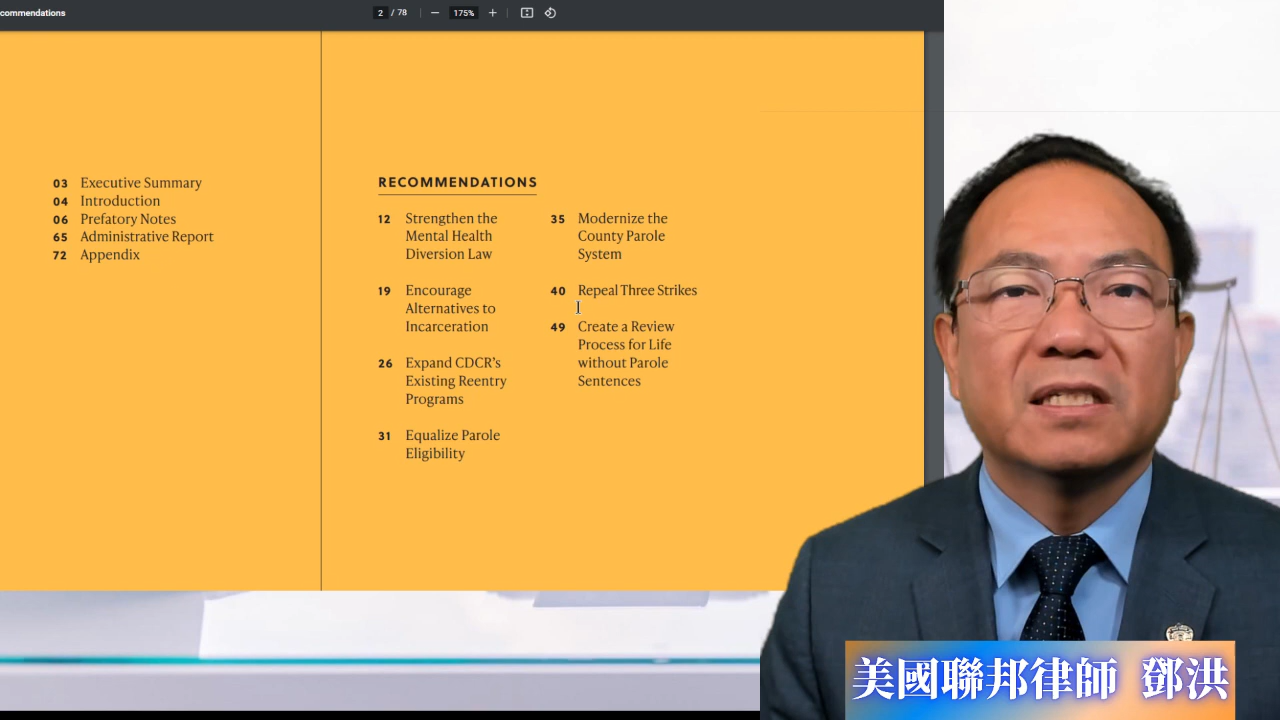 commendations
2 / 78
175%
03 Executive Summary
04 Introduction
06 Prefatory Notes
65 Administrative Report
72 Appendix
RECOMMENDATIONS
12 Strengthen the
Mental Health
Diversion Law
19 Encourage
Alternatives to
Incarceration
26 Expand CDCR’s
Existing Reentry
Programs
31 Equalize Parole
Eligibility
35 Modernize the
County Parole
System
40 Repeal Three Strikes
49 Create a Review
Process for Life
without Parole
Sentences
美國聯邦律師 鄧洪